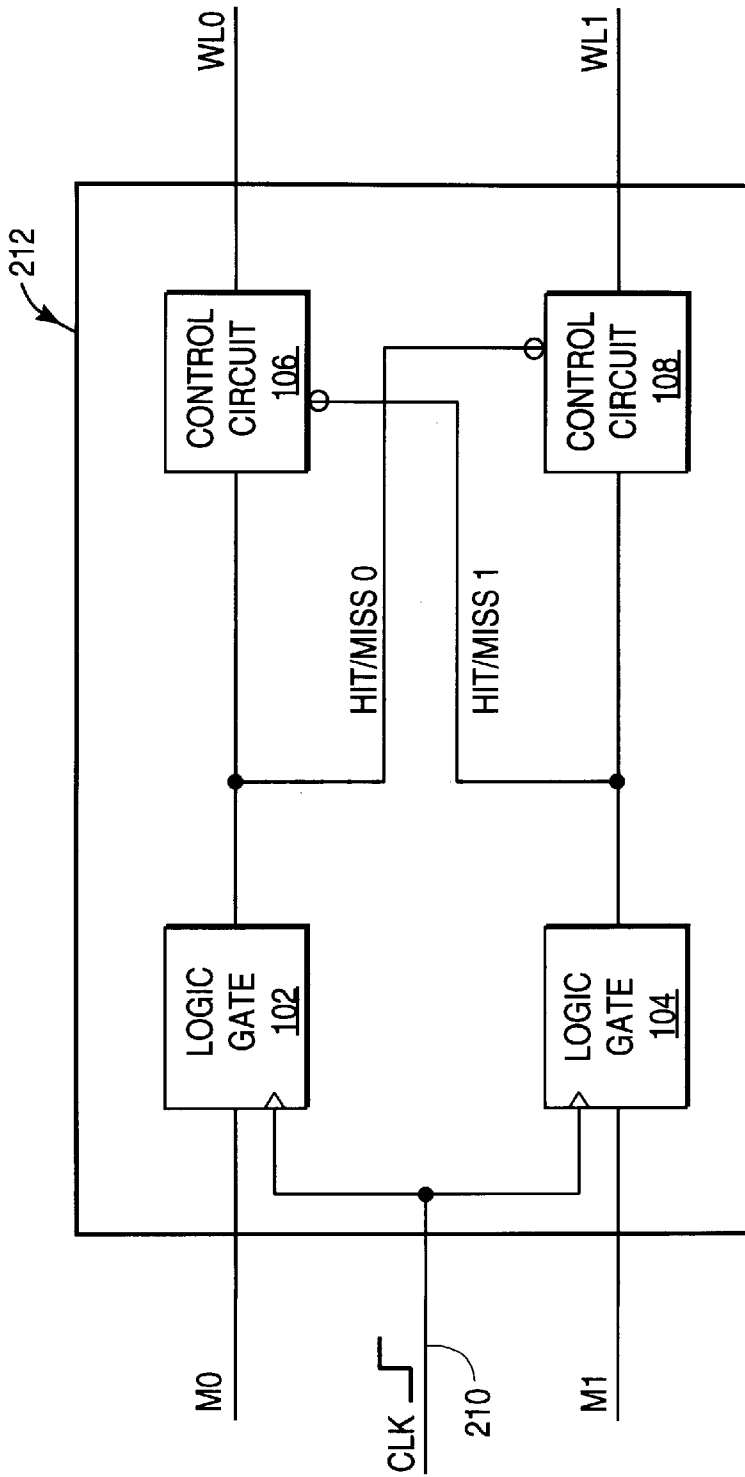 212
M0
LOGIC
GATE
102
CONTROL
CIRCUIT
106
WL0
HIT/MISS 0
CLK
210
HIT/MISS 1
M1
LOGIC
GATE
104
CONTROL
CIRCUIT
108
WL1